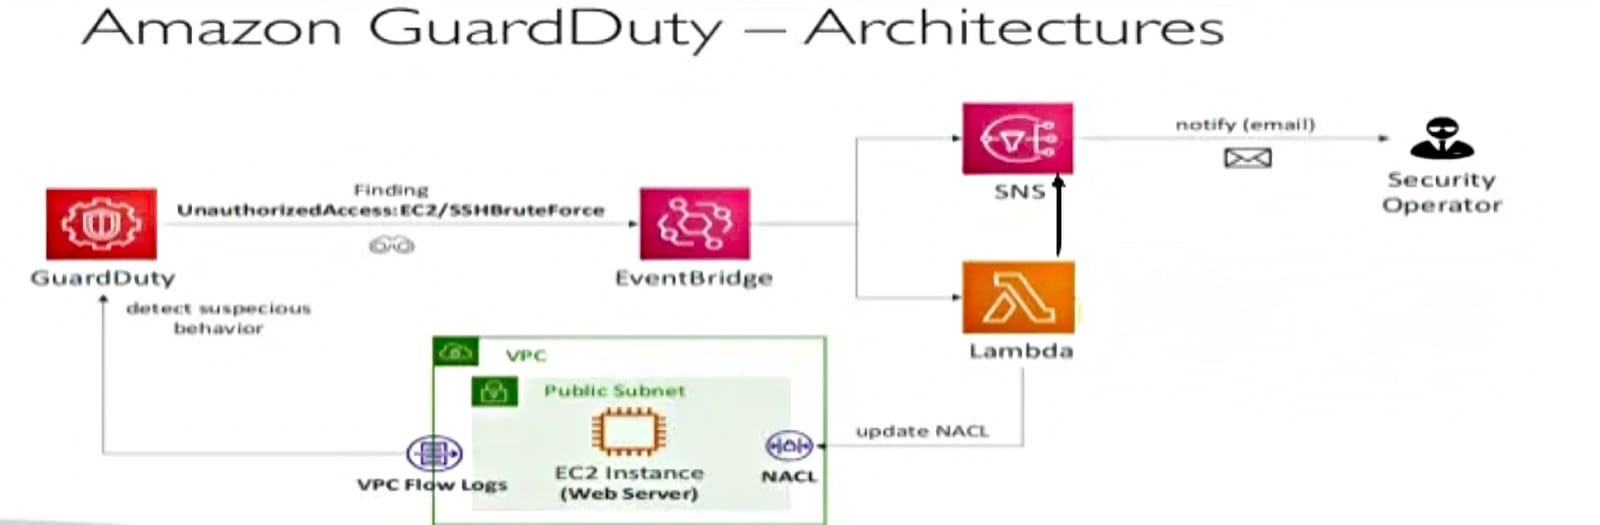 Amazon GuardDuty – Architectures
notify (email)
SNS
Security
Operator
Finding
UnauthorizedAccess:EC2/SSHBruteForce
GuardDuty
EventBridge
detect suspecious
behavior
Lambda
VPC
Public Subnet
update NACL
EC2 Instance
(Web Server)
NACL
VPC Flow Logs